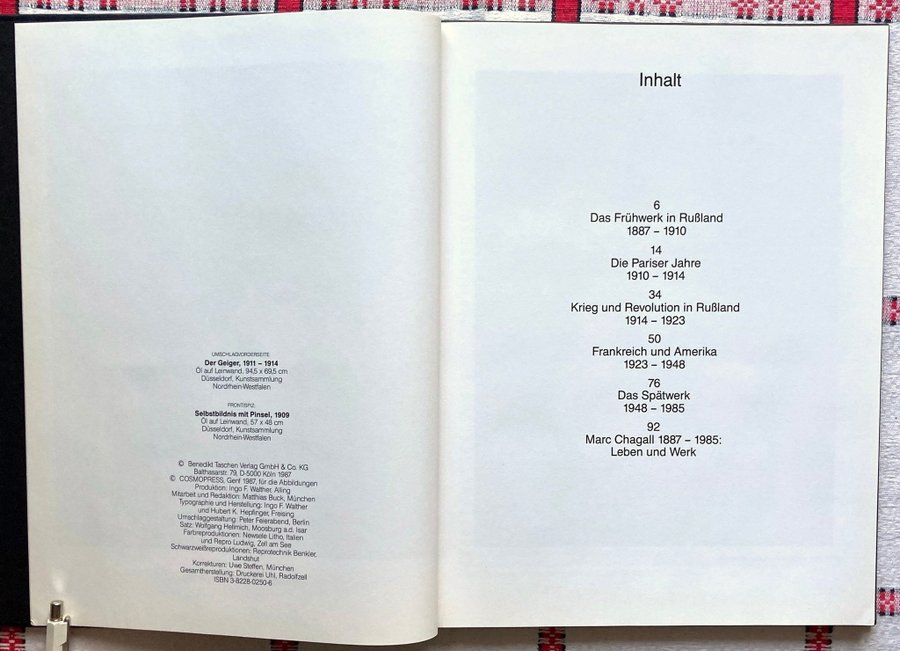 UMSCHLAGVORDERSEITE:
Der Geiger, 1911 – 1914
Öl auf Leinwand, 94,5 x 69,5 cm
Düsseldorf, Kunstsammlung
Nordrhein-Westfalen
FRONTISPIZ:
Selbstbildnis mit Pinsel, 1909
Öl auf Leinwand, 57 x 48 cm
Düsseldorf, Kunstsammlung
Nordrhein-Westfalen
© Benedikt Taschen Verlag GmbH & Co. KG
Balthasarstr. 79, D-5000 Köln 1987
© COSMOPRESS, Genf 1987, für die Abbildungen
Produktion: Ingo F. Walther, Alling
Mitarbeit und Redaktion: Matthias Buck, München
Typographie und Herstellung: Ingo F. Walther
und Hubert K. Hepfinger, Freising
Umschlaggestaltung: Peter Feierabend, Berlin
Satz: Wolfgang Hellmich, Moosburg a.d. Isar
Farbreproduktionen: Newsele Litho, Italien
und Repro Ludwig, Zell am See
Schwarzweißreproduktionen: Reprotechnik Benkler,
Landshut
Korrekturen: Uwe Steffen, München
Gesamtherstellung: Druckerei Uhl, Radolfzell
ISBN 3-8228-0250-6
Inhalt
6
Das Frühwerk in Rußland
1887 – 1910
14
Die Pariser Jahre
1910 – 1914
34
Krieg und Revolution in Rußland
1914 – 1923
50
Frankreich und Amerika
1923 – 1948
76
Das Spätwerk
1948 – 1985
92
Marc Chagall 1887 – 1985:
Leben und Werk